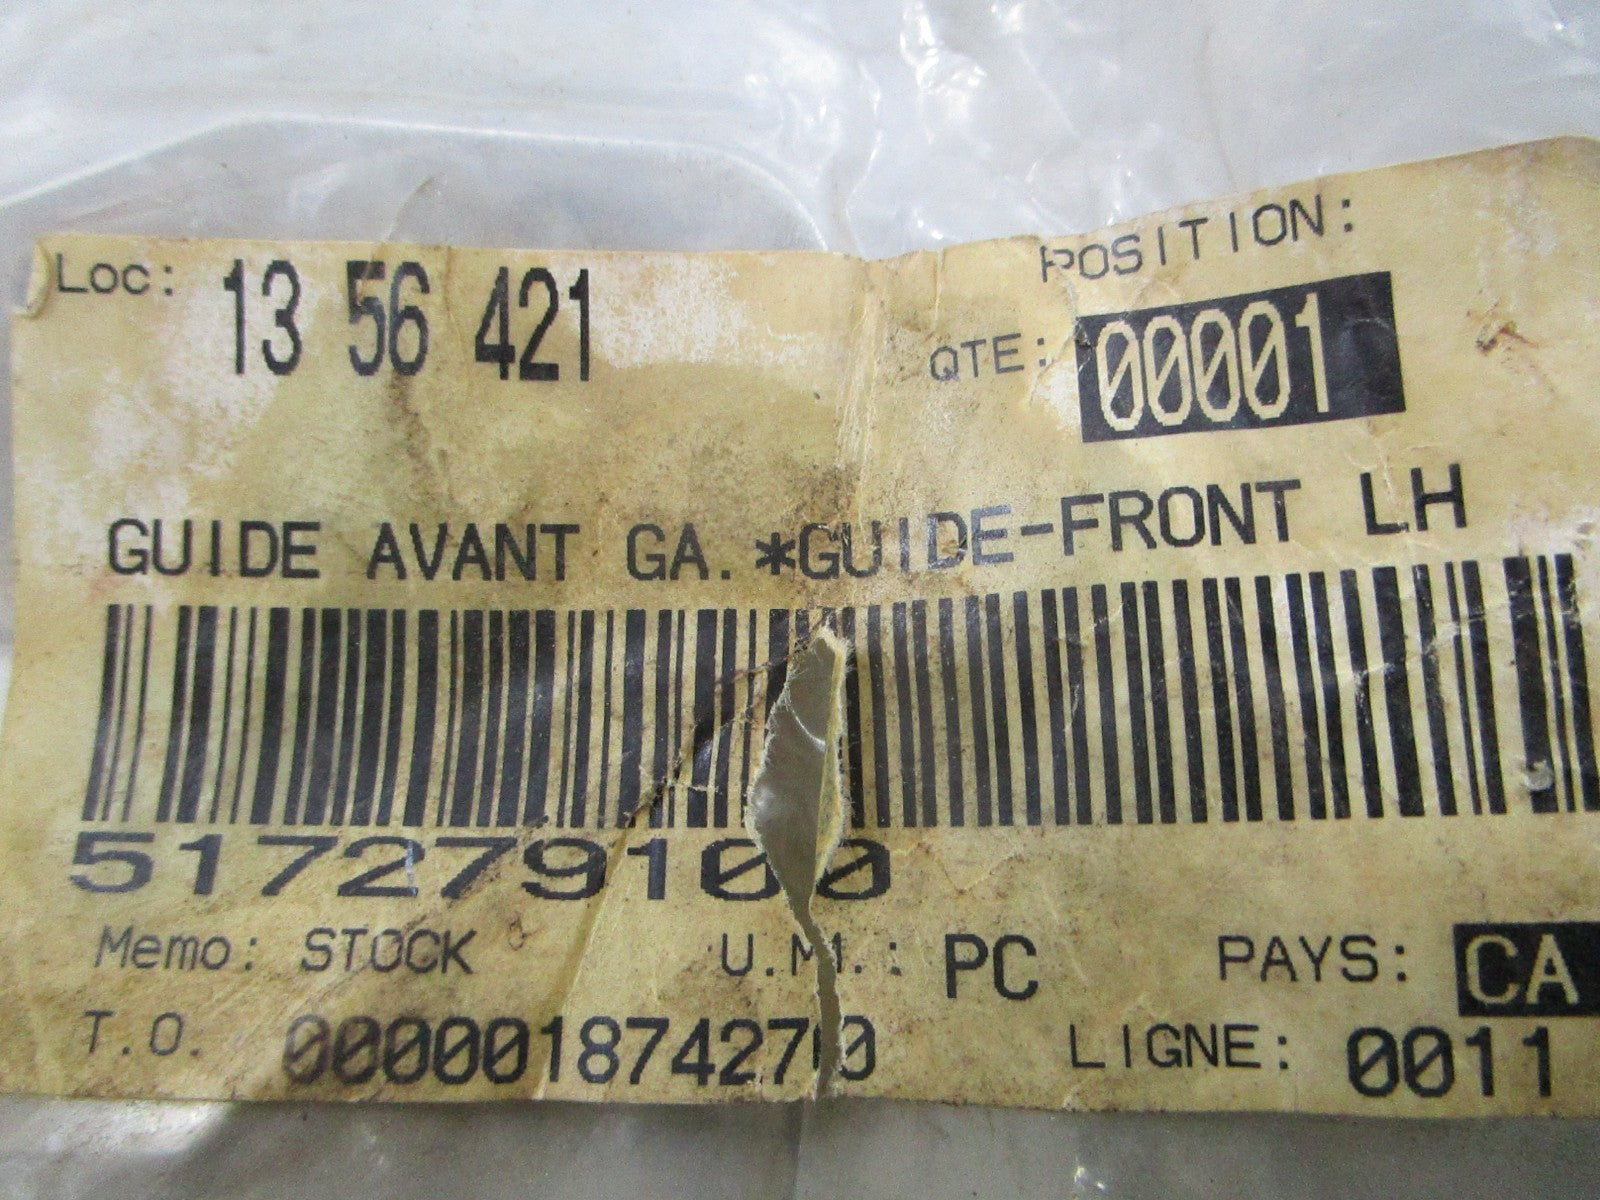 Loc: 13 56 421
POSITION:
QTE: 00001
GUIDE AVANT GA.*GUIDE-FRONT LH
517279100
Memo: STOCK U.M.: PC PAYS: CA
T.O. 000001874270 LIGNE: 0011